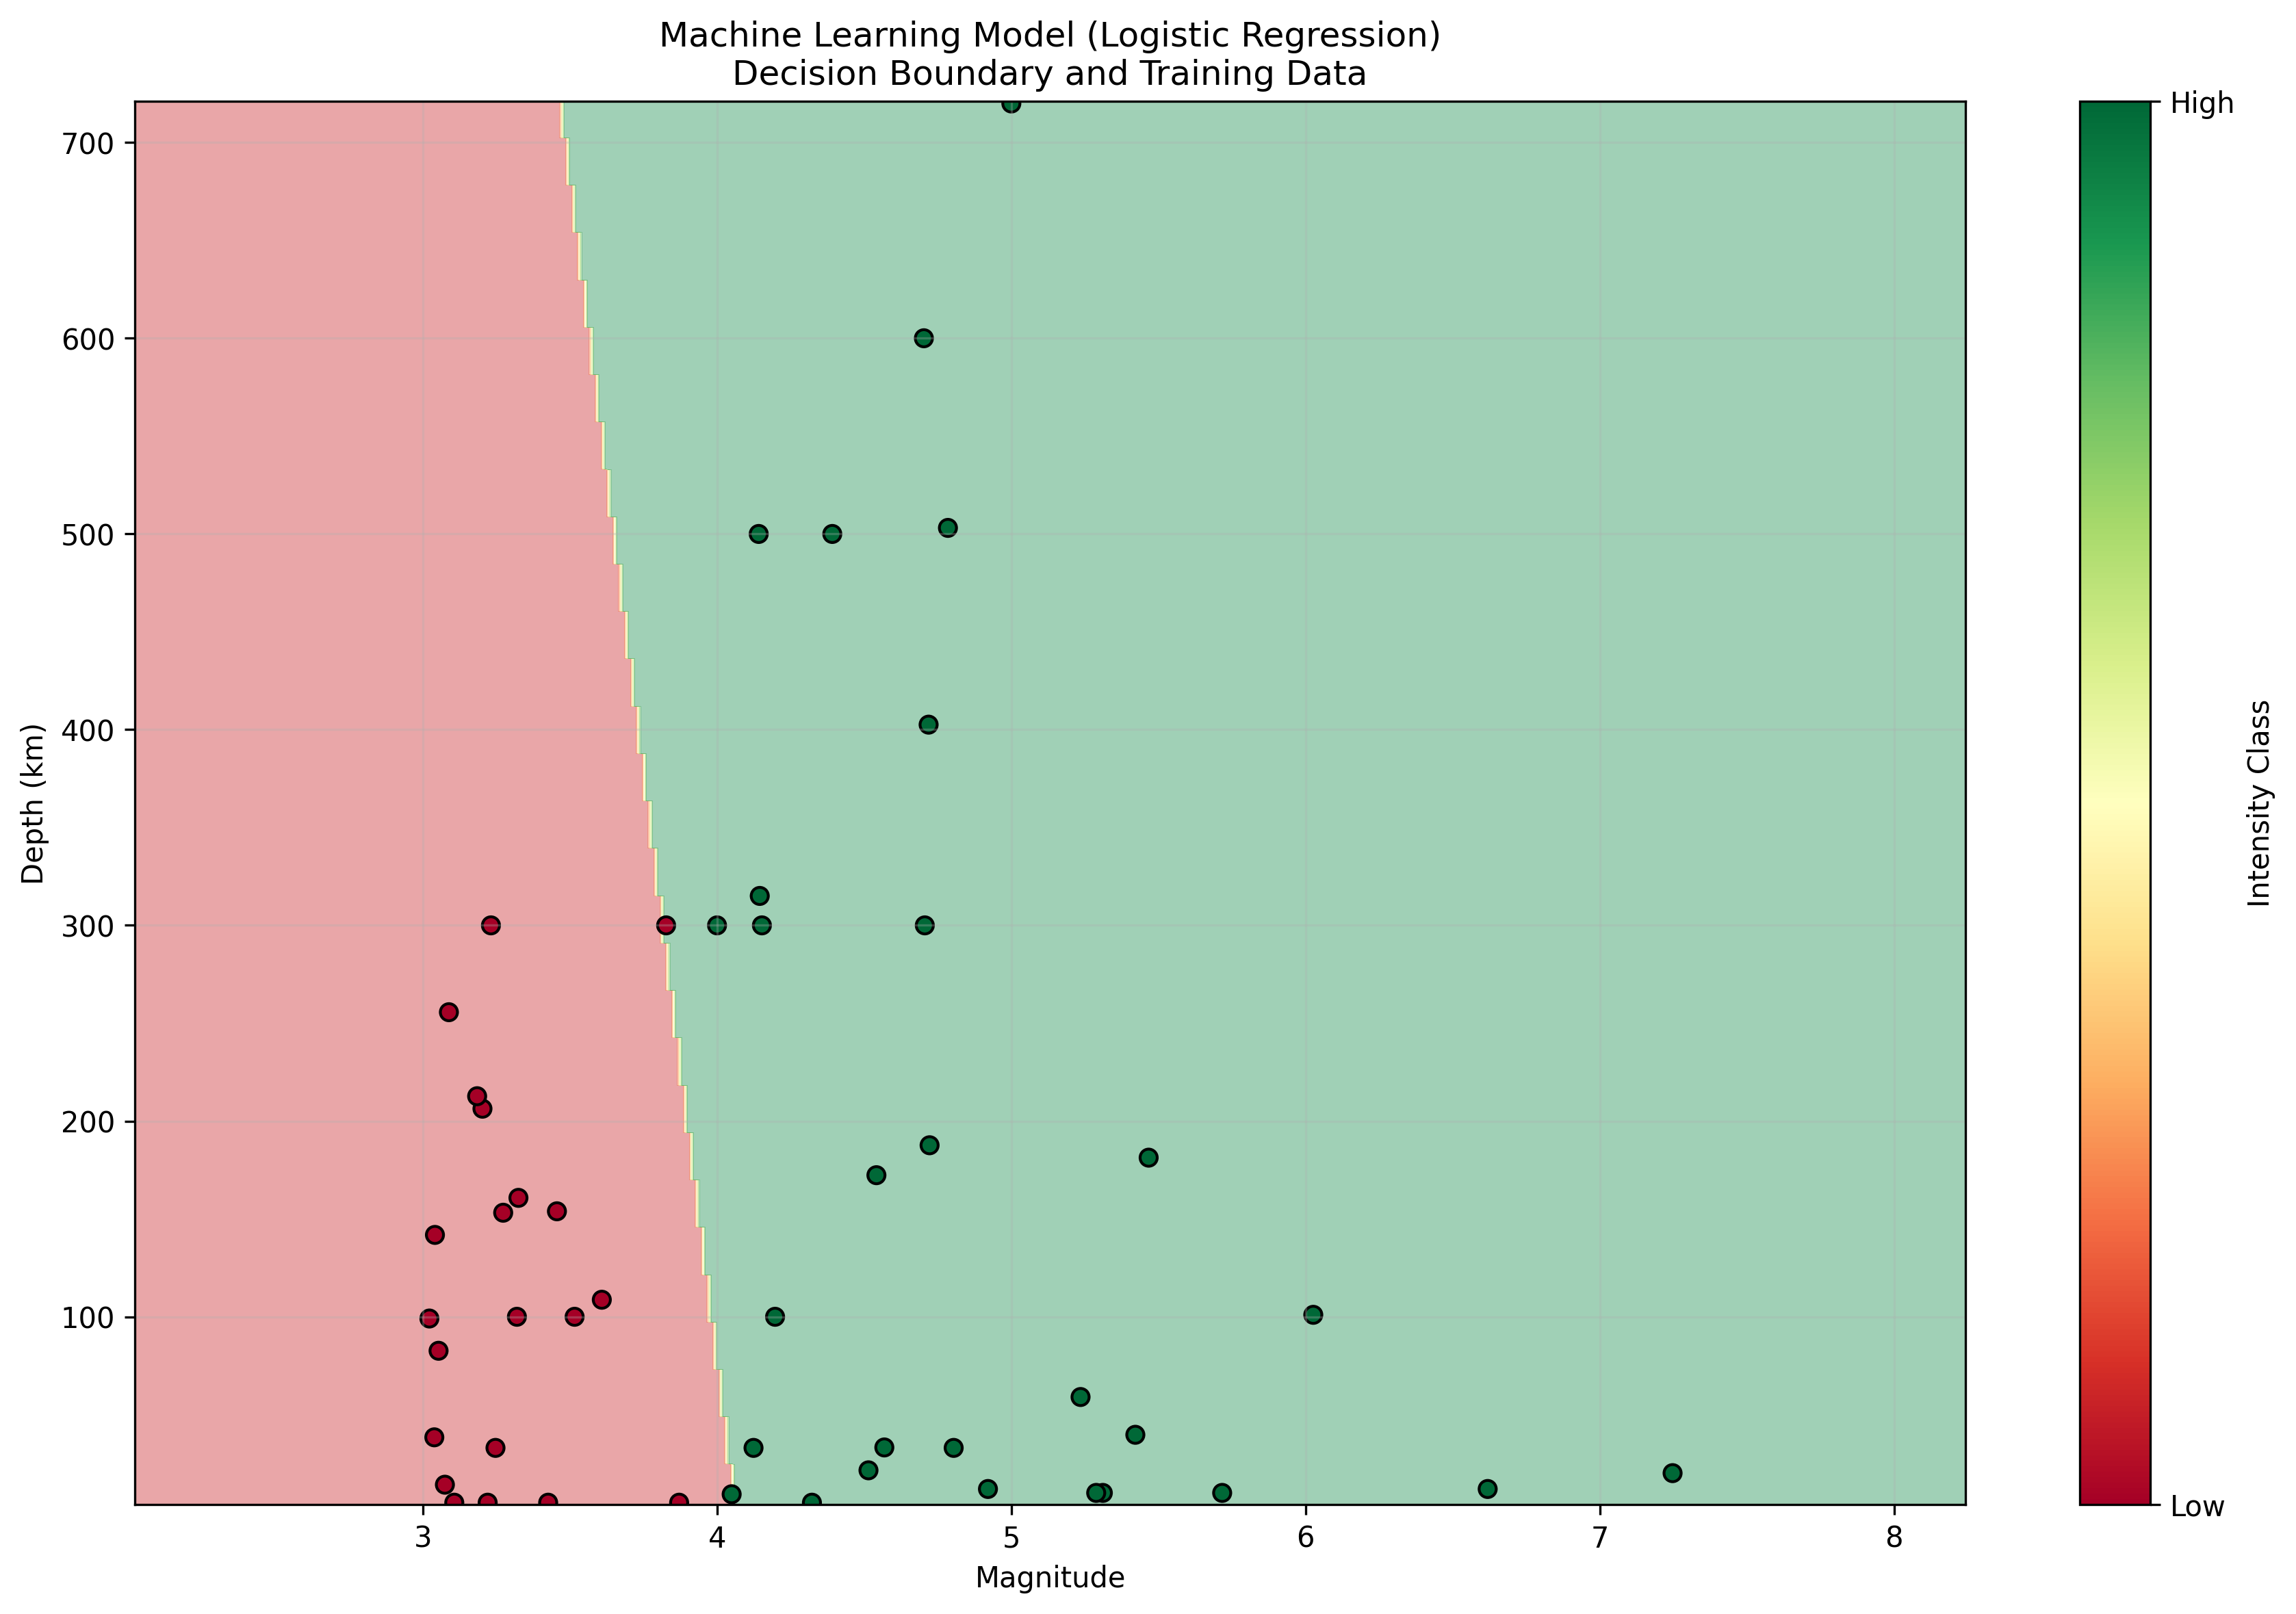 Machine Learning Model (Logistic Regression)
Decision Boundary and Training Data
High
700
600
500
400
300
200
100
Depth (km)
Intensity Class
Low
3 4 5 6 7 8
Magnitude